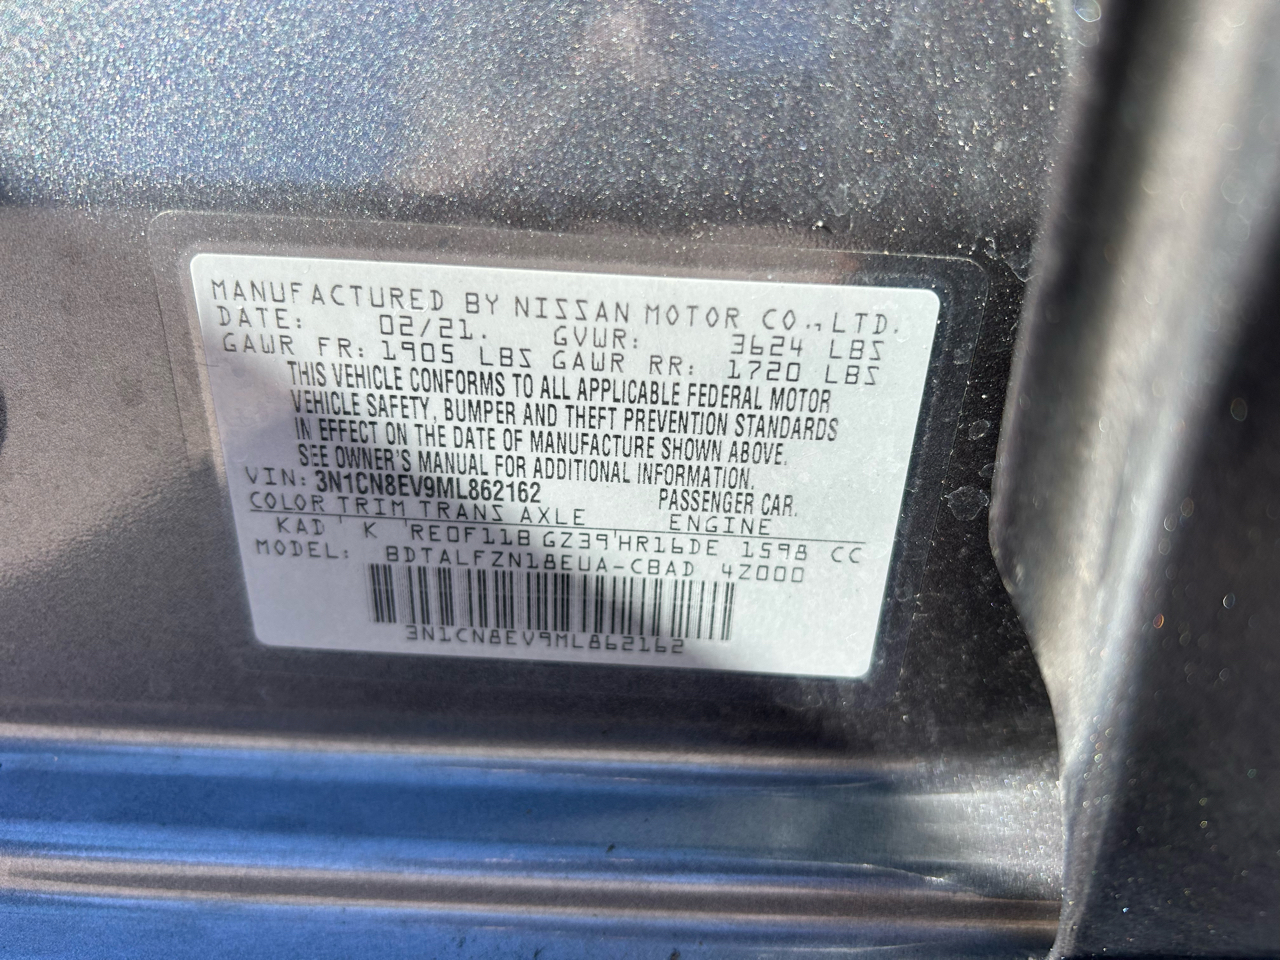 MANUFACTURED BY NISSAN MOTOR CO., LTD.
DATE: 02/21. GVWR: 3624 LBS
GAWR FR: 1905 LBS GAWR RR: 1720 LBS
THIS VEHICLE CONFORMS TO ALL APPLICABLE FEDERAL MOTOR
VEHICLE SAFETY, BUMPER AND THEFT PREVENTION STANDARDS
IN EFFECT ON THE DATE OF MANUFACTURE SHOWN ABOVE.
SEE OWNER'S MANUAL FOR ADDITIONAL INFORMATION.
VIN: 3N1CN8EV9ML862162 PASSENGER CAR.
COLOR TRIM TRANS AXLE ENGINE
KAD K RE0F11B GZ39 HR16DE 1598 CC
MODEL: BDTALFZN18EUA-CBAD 4Z000
3N1CN8EV9ML862162